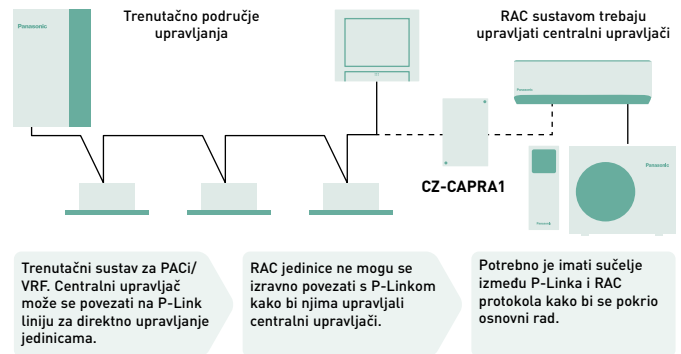 Panasonic
Trenutačno područje
upravljanja
RAC sustavom trebaju
upravljati centralni upravljači
Panasonic
CZ-CAPRA1
Panasonic
Panasonic
Trenutačni sustav za PACi/
VRF. Centralni upravljač
može se povezati na P-Link
liniju za direktno upravljanje
jedinicama.
RAC jedinice ne mogu se
izravno povezati s P-Linkom
kako bi njima upravljali
centralni upravljači.
Potrebno je imati sučelje
između P-Linka i RAC
protokola kako bi se pokrio
osnovni rad.